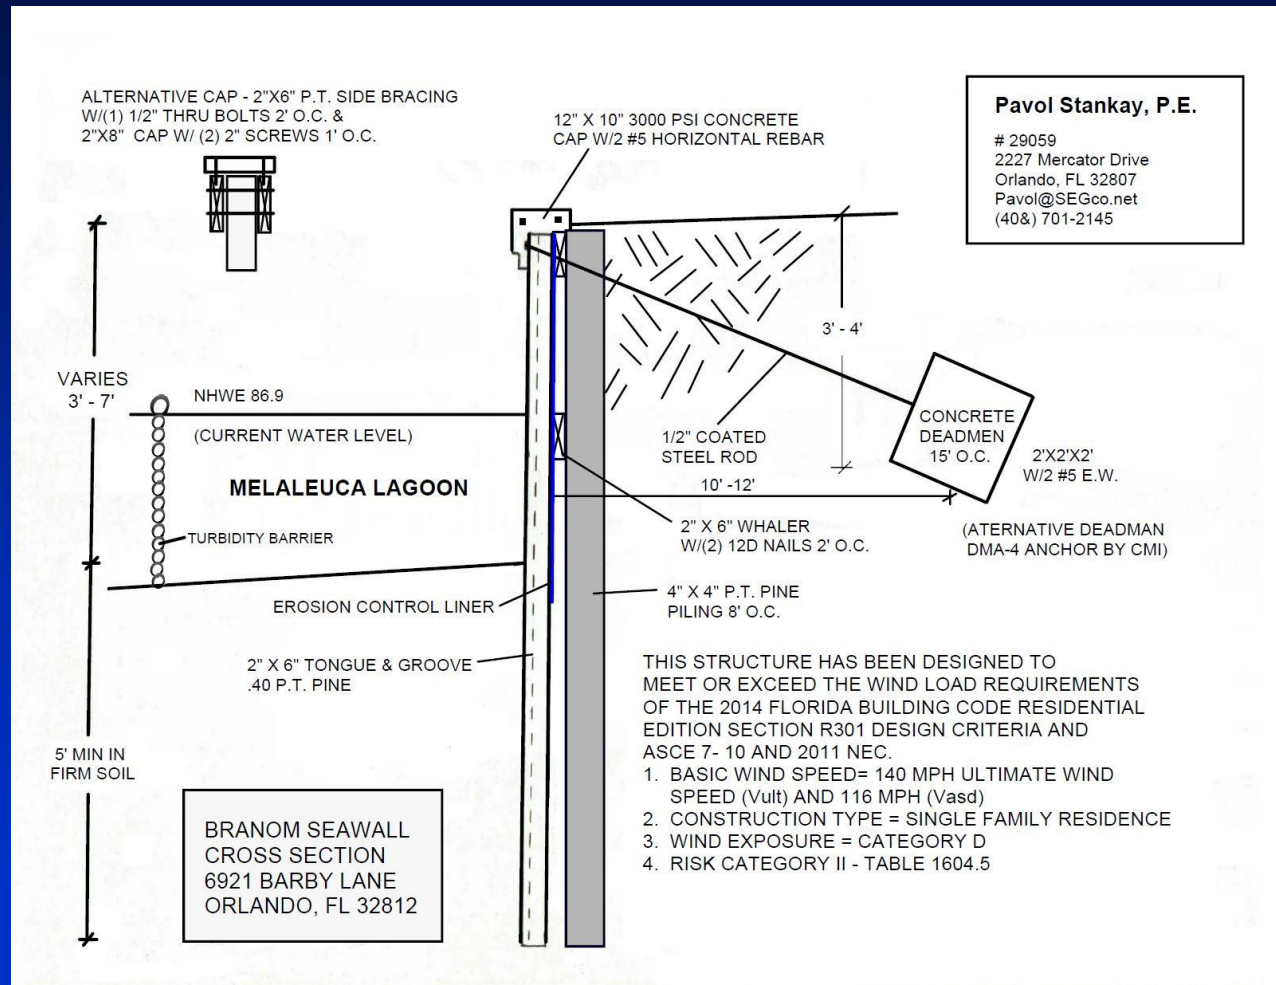 ALTERNATIVE CAP - 2"X6" P.T. SIDE BRACING
W/(1) 1/2" THRU BOLTS 2' O.C. &
2"X8" CAP W/ (2) 2" SCREWS 1' O.C.
12" X 10" 3000 PSI CONCRETE
CAP W/2 #5 HORIZONTAL REBAR
Pavol Stankay, P.E.
# 29059
2227 Mercator Drive
Orlando, FL 32807
Pavol@SEGco.net
(40&) 701-2145
VARIES
3' - 7'
NHWE 86.9
(CURRENT WATER LEVEL)
MELALEUCA LAGOON
TURBIDITY BARRIER
3' - 4'
1/2" COATED
STEEL ROD
CONCRETE
DEADMEN
15' O.C.
2'X2'X2'
W/2 #5 E.W.
10' -12'
2" X 6" WHALER
W/(2) 12D NAILS 2' O.C.
(ATERNATIVE DEADMAN
DMA-4 ANCHOR BY CMI)
EROSION CONTROL LINER
4" X 4" P.T. PINE
PILING 8' O.C.
2" X 6" TONGUE & GROOVE
.40 P.T. PINE
5' MIN IN
FIRM SOIL
THIS STRUCTURE HAS BEEN DESIGNED TO
MEET OR EXCEED THE WIND LOAD REQUIREMENTS
OF THE 2014 FLORIDA BUILDING CODE RESIDENTIAL
EDITION SECTION R301 DESIGN CRITERIA AND
ASCE 7- 10 AND 2011 NEC.
1. BASIC WIND SPEED= 140 MPH ULTIMATE WIND
SPEED (Vult) AND 116 MPH (Vasd)
2. CONSTRUCTION TYPE = SINGLE FAMILY RESIDENCE
3. WIND EXPOSURE = CATEGORY D
4. RISK CATEGORY II - TABLE 1604.5
BRANOM SEAWALL
CROSS SECTION
6921 BARBY LANE
ORLANDO, FL 32812